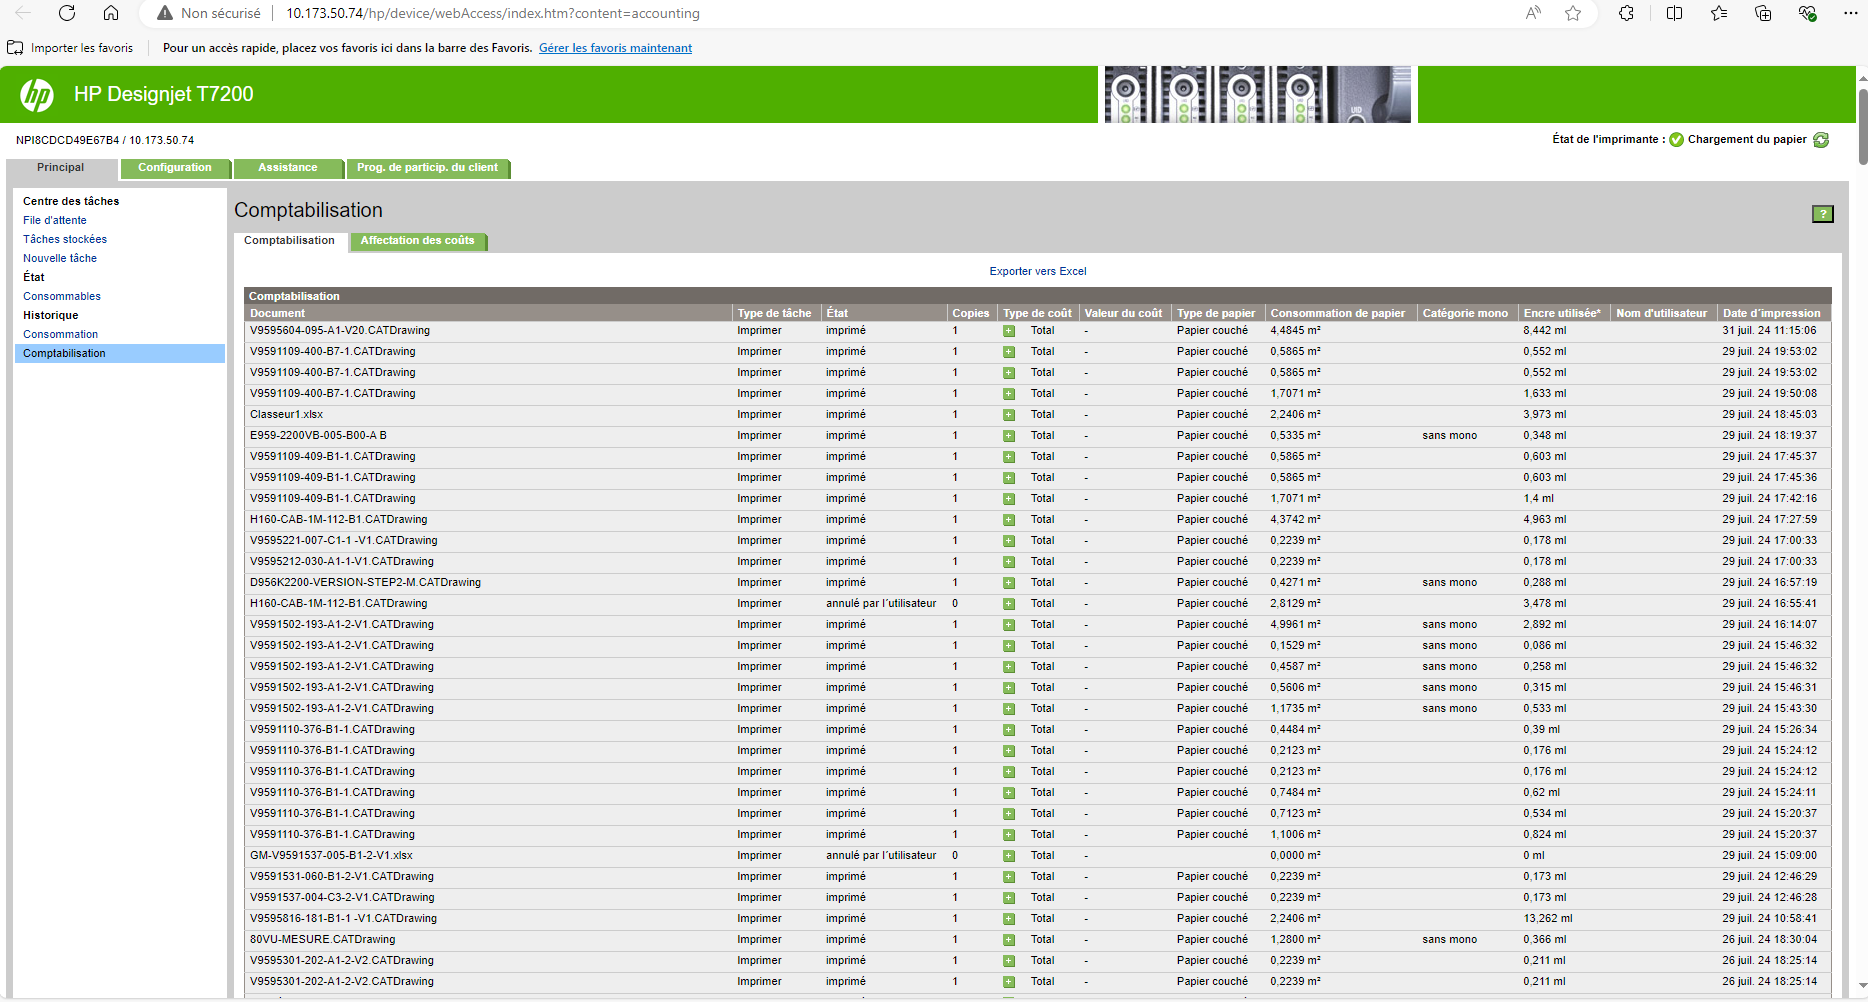 Non sécurisé 10.173.50.74/hp/device/webAccess/index.htm?content=accounting
Importer les favoris Pour un accès rapide, placez vos favoris ici dans la barre des Favoris. Gérer les favoris maintenant
hp HP Designjet T7200
UID
NPI8CDCD49E67B4 / 10.173.50.74 État de l'imprimante : Chargement du papier
Principal Configuration Assistance Prog. de particip. du client
Centre des tâches
File d'attente
Tâches stockées
Nouvelle tâche
État
Consommables
Historique
Consommation
Comptabilisation
Comptabilisation ?
Comptabilisation Affectation des coûts
Exporter vers Excel
Comptabilisation
Document Type de tâche État Copies Type de coût Valeur du coût Type de papier Consommation de papier Catégorie mono Encre utilisée* Nom d'utilisateur Date d´impression
V9595604-095-A1-V20.CATDrawing Imprimer imprimé 1 + Total - Papier couché 4,4845 m² 8,442 ml 31 juil. 24 11:15:06
V9591109-400-B7-1.CATDrawing Imprimer imprimé 1 + Total - Papier couché 0,5865 m² 0,552 ml 29 juil. 24 19:53:02
V9591109-400-B7-1.CATDrawing Imprimer imprimé 1 + Total - Papier couché 0,5865 m² 0,552 ml 29 juil. 24 19:53:02
V9591109-400-B7-1.CATDrawing Imprimer imprimé 1 + Total - Papier couché 1,7071 m² 1,633 ml 29 juil. 24 19:50:08
Classeur1.xlsx Imprimer imprimé 1 + Total - Papier couché 2,2406 m² 3,973 ml 29 juil. 24 18:45:03
E959-2200VB-005-B00-A B Imprimer imprimé 1 + Total - Papier couché 0,5335 m² sans mono 0,348 ml 29 juil. 24 18:19:37
V9591109-409-B1-1.CATDrawing Imprimer imprimé 1 + Total - Papier couché 0,5865 m² 0,603 ml 29 juil. 24 17:45:37
V9591109-409-B1-1.CATDrawing Imprimer imprimé 1 + Total - Papier couché 0,5865 m² 0,603 ml 29 juil. 24 17:45:36
V9591109-409-B1-1.CATDrawing Imprimer imprimé 1 + Total - Papier couché 1,7071 m² 1,4 ml 29 juil. 24 17:42:16
H160-CAB-1M-112-B1.CATDrawing Imprimer imprimé 1 + Total - Papier couché 4,3742 m² 4,963 ml 29 juil. 24 17:27:59
V9595221-007-C1-1 -V1.CATDrawing Imprimer imprimé 1 + Total - Papier couché 0,2239 m² 0,178 ml 29 juil. 24 17:00:33
V9595212-030-A1-1-V1.CATDrawing Imprimer imprimé 1 + Total - Papier couché 0,2239 m² 0,178 ml 29 juil. 24 17:00:33
D956K2200-VERSION-STEP2-M.CATDrawing Imprimer imprimé 1 + Total - Papier couché 0,4271 m² sans mono 0,288 ml 29 juil. 24 16:57:19
H160-CAB-1M-112-B1.CATDrawing Imprimer annulé par l´utilisateur 0 + Total - Papier couché 2,8129 m² 3,478 ml 29 juil. 24 16:55:41
V9591502-193-A1-2-V1.CATDrawing Imprimer imprimé 1 + Total - Papier couché 4,9961 m² sans mono 2,892 ml 29 juil. 24 16:14:07
V9591502-193-A1-2-V1.CATDrawing Imprimer imprimé 1 + Total - Papier couché 0,1529 m² sans mono 0,086 ml 29 juil. 24 15:46:32
V9591502-193-A1-2-V1.CATDrawing Imprimer imprimé 1 + Total - Papier couché 0,4587 m² sans mono 0,258 ml 29 juil. 24 15:46:32
V9591502-193-A1-2-V1.CATDrawing Imprimer imprimé 1 + Total - Papier couché 0,5606 m² sans mono 0,315 ml 29 juil. 24 15:46:31
V9591502-193-A1-2-V1.CATDrawing Imprimer imprimé 1 + Total - Papier couché 1,1735 m² sans mono 0,533 ml 29 juil. 24 15:43:30
V9591110-376-B1-1.CATDrawing Imprimer imprimé 1 + Total - Papier couché 0,4484 m² 0,39 ml 29 juil. 24 15:26:34
V9591110-376-B1-1.CATDrawing Imprimer imprimé 1 + Total - Papier couché 0,2123 m² 0,176 ml 29 juil. 24 15:24:12
V9591110-376-B1-1.CATDrawing Imprimer imprimé 1 + Total - Papier couché 0,2123 m² 0,176 ml 29 juil. 24 15:24:12
V9591110-376-B1-1.CATDrawing Imprimer imprimé 1 + Total - Papier couché 0,7484 m² 0,62 ml 29 juil. 24 15:24:11
V9591110-376-B1-1.CATDrawing Imprimer imprimé 1 + Total - Papier couché 0,7123 m² 0,534 ml 29 juil. 24 15:20:37
V9591110-376-B1-1.CATDrawing Imprimer imprimé 1 + Total - Papier couché 1,1006 m² 0,824 ml 29 juil. 24 15:20:37
GM-V9591537-005-B1-2-V1.xlsx Imprimer annulé par l´utilisateur 0 + Total - 0,0000 m² 0 ml 29 juil. 24 15:09:00
V9591531-060-B1-2-V1.CATDrawing Imprimer imprimé 1 + Total - Papier couché 0,2239 m² 0,173 ml 29 juil. 24 12:46:29
V9591537-004-C3-2-V1.CATDrawing Imprimer imprimé 1 + Total - Papier couché 0,2239 m² 0,173 ml 29 juil. 24 12:46:28
V9595816-181-B1-1 -V1.CATDrawing Imprimer imprimé 1 + Total - Papier couché 2,2406 m² 13,262 ml 29 juil. 24 10:58:41
80VU-MESURE.CATDrawing Imprimer imprimé 1 + Total - Papier couché 1,2800 m² sans mono 0,366 ml 26 juil. 24 18:30:04
V9595301-202-A1-2-V2.CATDrawing Imprimer imprimé 1 + Total - Papier couché 0,2239 m² 0,211 ml 26 juil. 24 18:25:14
V9595301-202-A1-2-V2.CATDrawing Imprimer imprimé 1 + Total - Papier couché 0,2239 m² 0,211 ml 26 juil. 24 18:25:14